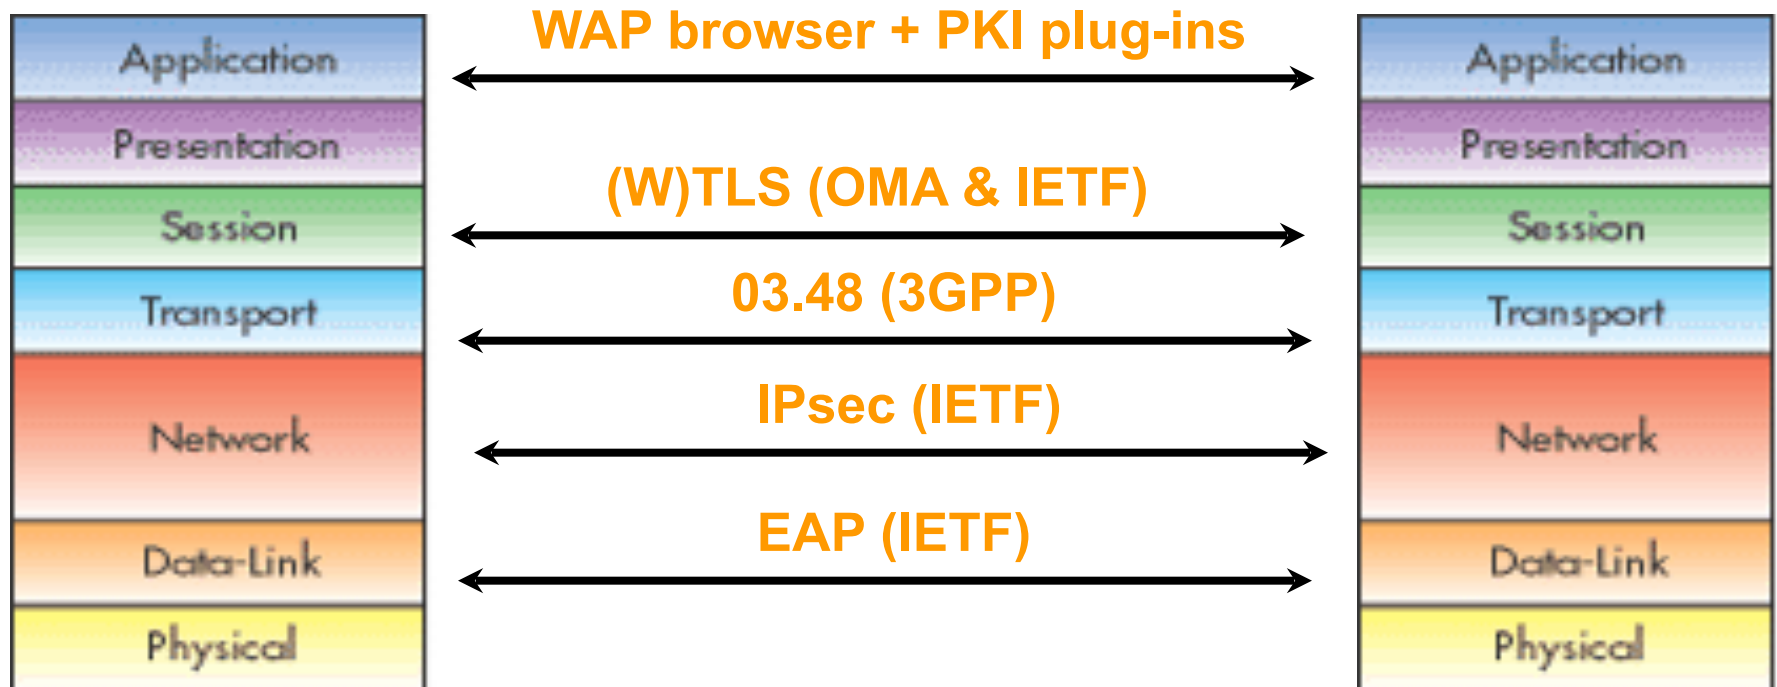 Application
Presentation
Session
Transport
Network
Data-Link
Physical
WAP browser + PKI plug-ins
(W)TLS (OMA & IETF)
03.48 (3GPP)
IPsec (IETF)
EAP (IETF)
Application
Presentation
Session
Transport
Network
Data-Link
Physical